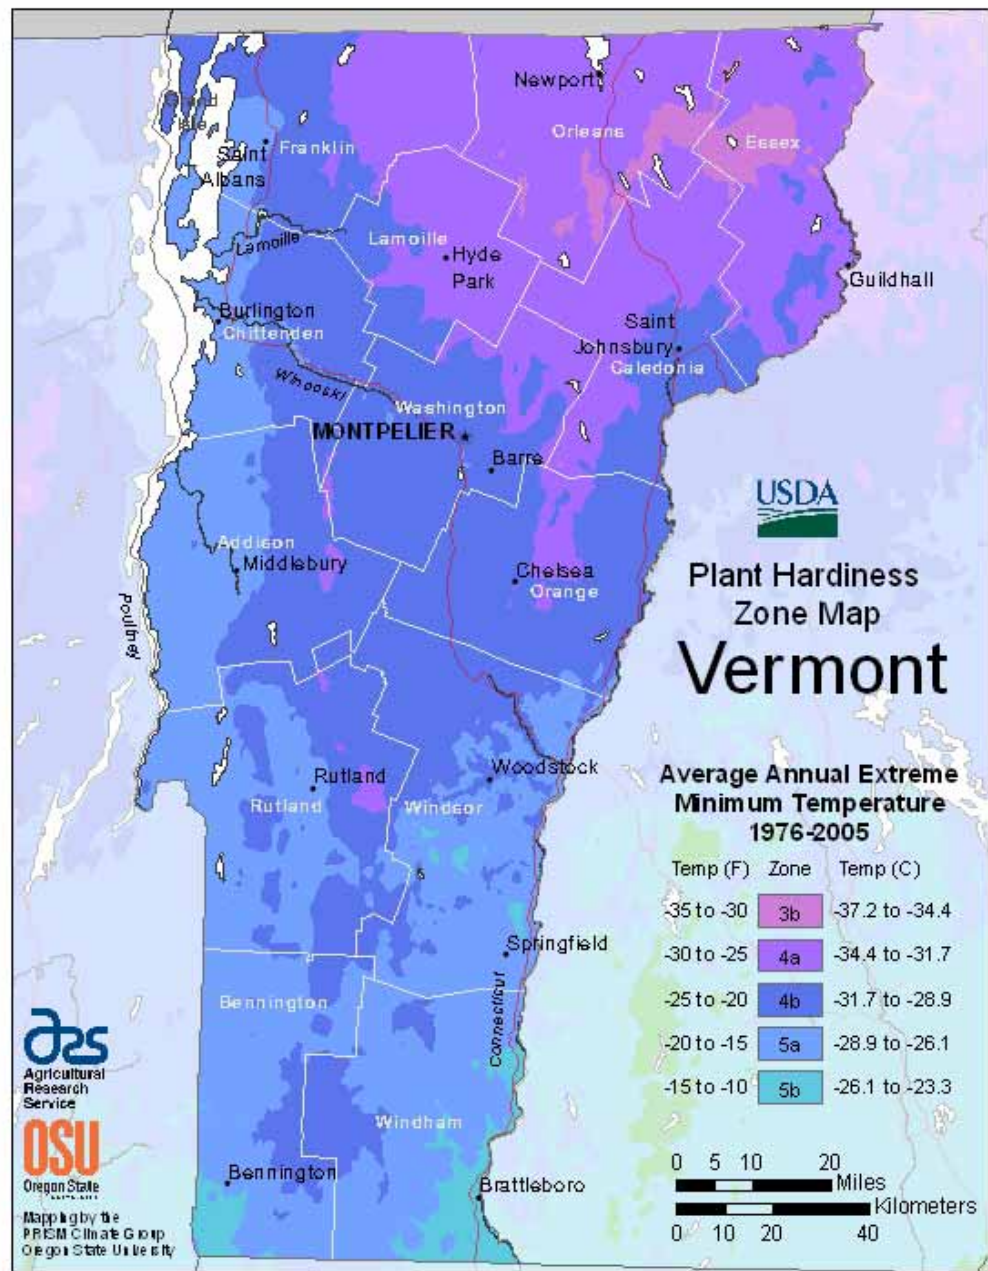 Newport
Orleans
Essex
Grand
Isle
Saint
Albans
Franklin
Lamoille
Lamoille
Hyde
Park
Guildhall
Burlington
Chittenden
Saint
Johnsbury
Caledonia
Winooski
Washington
MONTPELIER
Barre
Addison
Middlebury
Chelsea
Orange
Poultney
Rutland
Rutland
Woodstock
Windsor
Springfield
Connecticut
Bennington
Windham
Bennington
Brattleboro
USDA
Plant Hardiness
Zone Map
Vermont
Average Annual Extreme
Minimum Temperature
1976-2005
Temp (F) Zone Temp (C)
-35 to -30 3b -37.2 to -34.4
-30 to -25 4a -34.4 to -31.7
-25 to -20 4b -31.7 to -28.9
-20 to -15 5a -28.9 to -26.1
-15 to -10 5b -26.1 to -23.3
0 5 10 20
Miles
Kilometers
0 10 20 40
ars
Agricultural
Research
Service
OSU
Oregon State
Mapping by the
PRISM Climate Group
Oregon State University